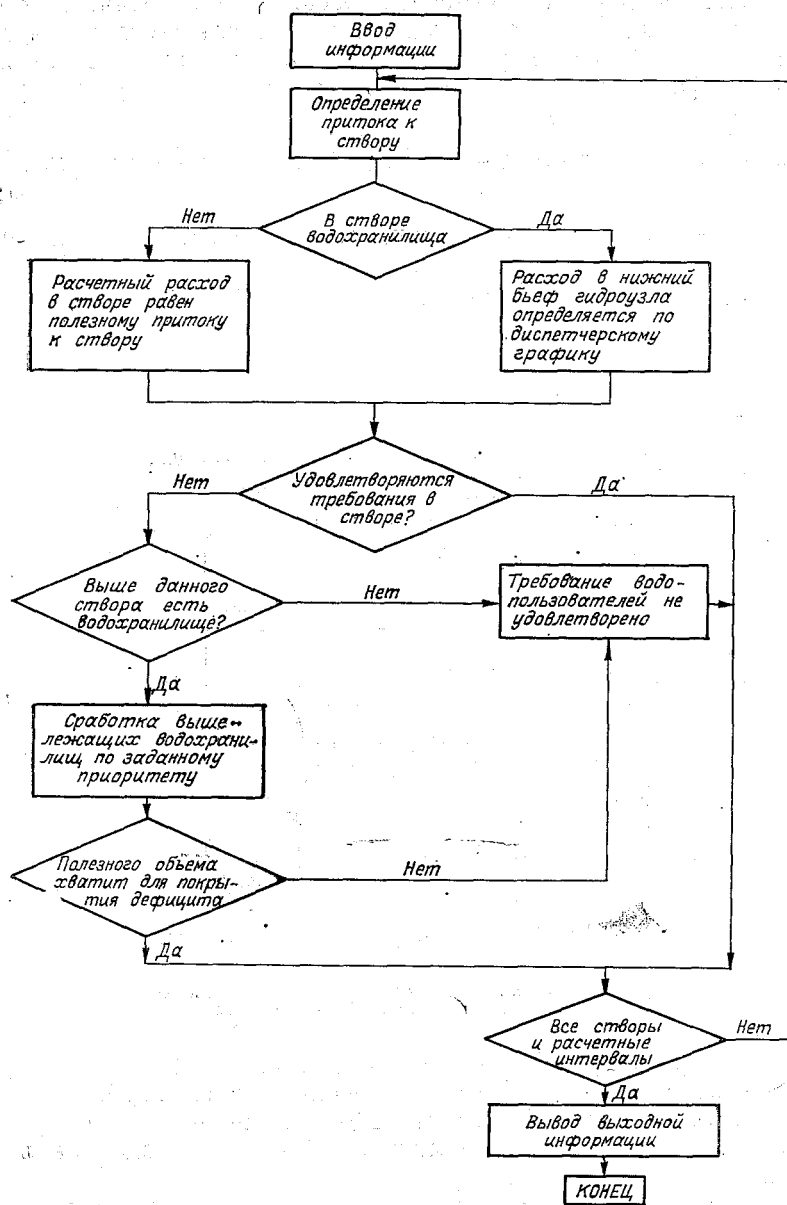 Ввод
информации
Определение
притока к
створу
Нет
В створе
водохранилища
Да
Расчетный расход
в створе равен
полезному притоку
к створу
Расход в нижний
бьеф гидроузла
определяется по
диспетчерскому
графику
Нет
Удовлетворяются
требования в
створе?
Да
Выше данного
створа есть
водохранилище?
Нет
Требование водо-
пользователей не
удовлетворено
Да
Сработка выше-
лежащих водохрани-
лищ по заданному
приоритету
Полезного объема
хватит для покры-
тия дефицита
Нет
Да
Все створы
и расчетные
интервалы
Нет
Да
Вывод выходной
информации
КОНЕЦ